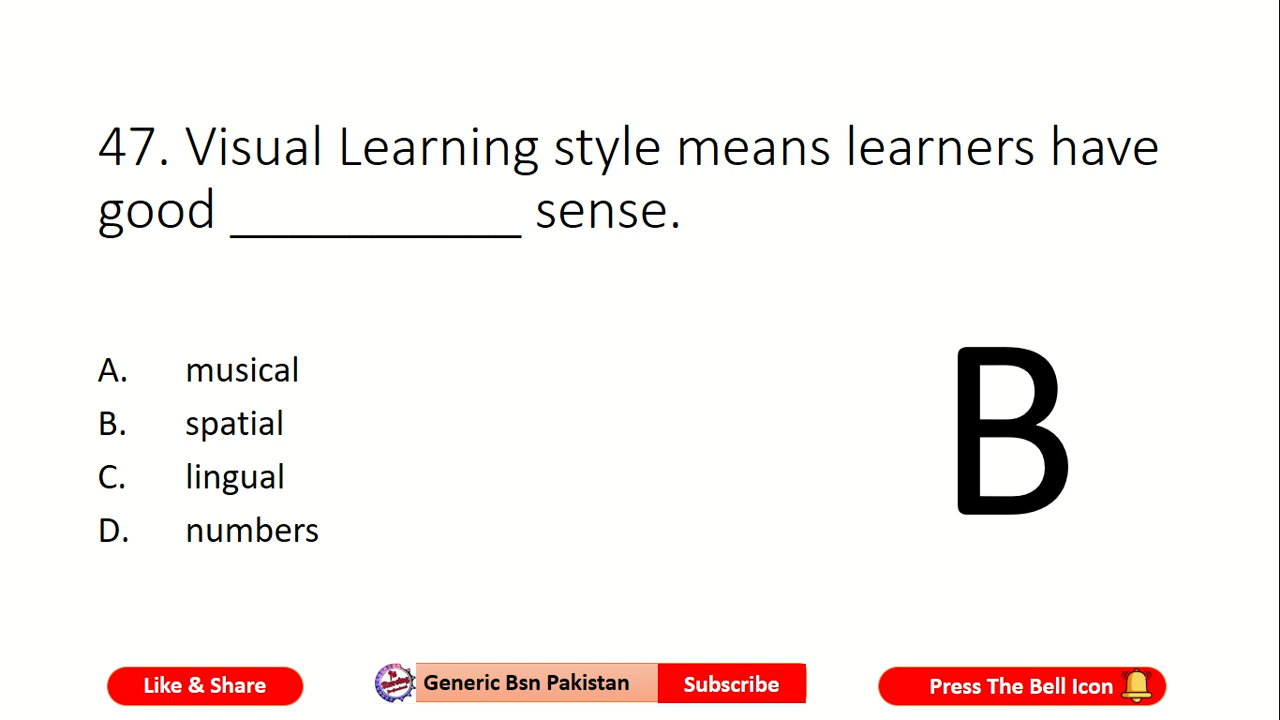 47. Visual Learning style means learners have
good ___________ sense.
A. musical
B. spatial
C. lingual
D. numbers
B
Like & Share
Generic Bsn Pakistan
Subscribe
Press The Bell Icon